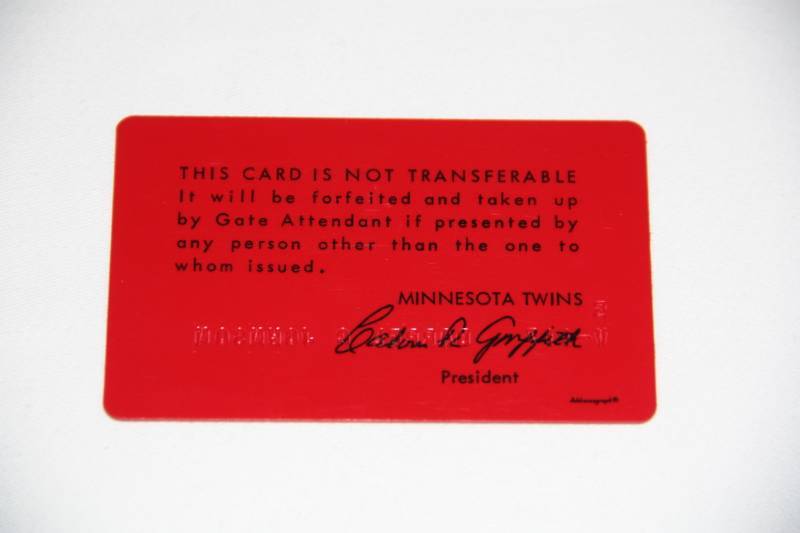 THIS CARD IS NOT TRANSFERABLE
It will be forfeited and taken up
by Gate Attendant if presented by
any person other than the one to
whom issued.
MINNESOTA TWINS
Calvin R Griffith
President
Addressograph®